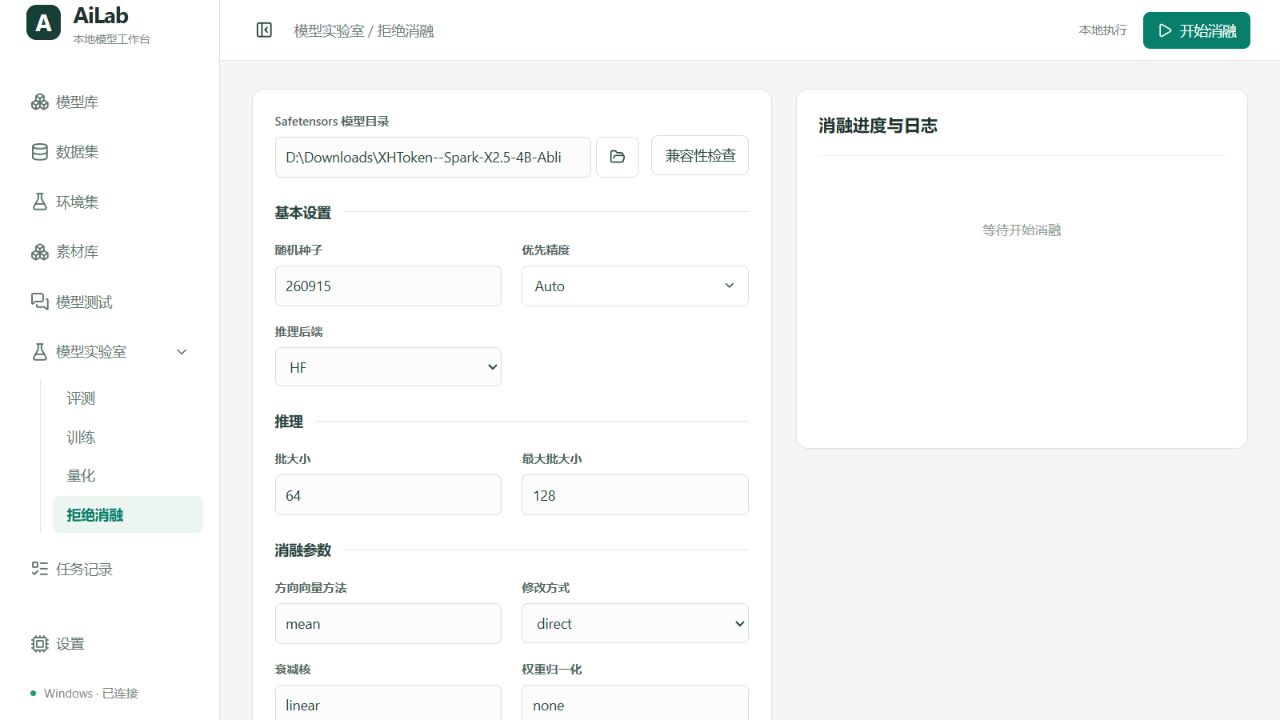 A
AiLab
本地模型工作台
模型库
数据集
环境集
素材库
模型测试
模型实验室
评测
训练
量化
拒绝消融
任务记录
设置
Windows · 已连接
模型实验室 / 拒绝消融
本地执行
开始消融
Safetensors 模型目录
D:\Downloads\XHToken--Spark-X2.5-4B-Abli
兼容性检查
基本设置
随机种子
优先精度
260915
Auto
推理后端
HF
推理
批大小
最大批大小
64
128
消融参数
方向向量方法
修改方式
mean
direct
衰减核
权重归一化
linear
none
消融进度与日志
等待开始消融